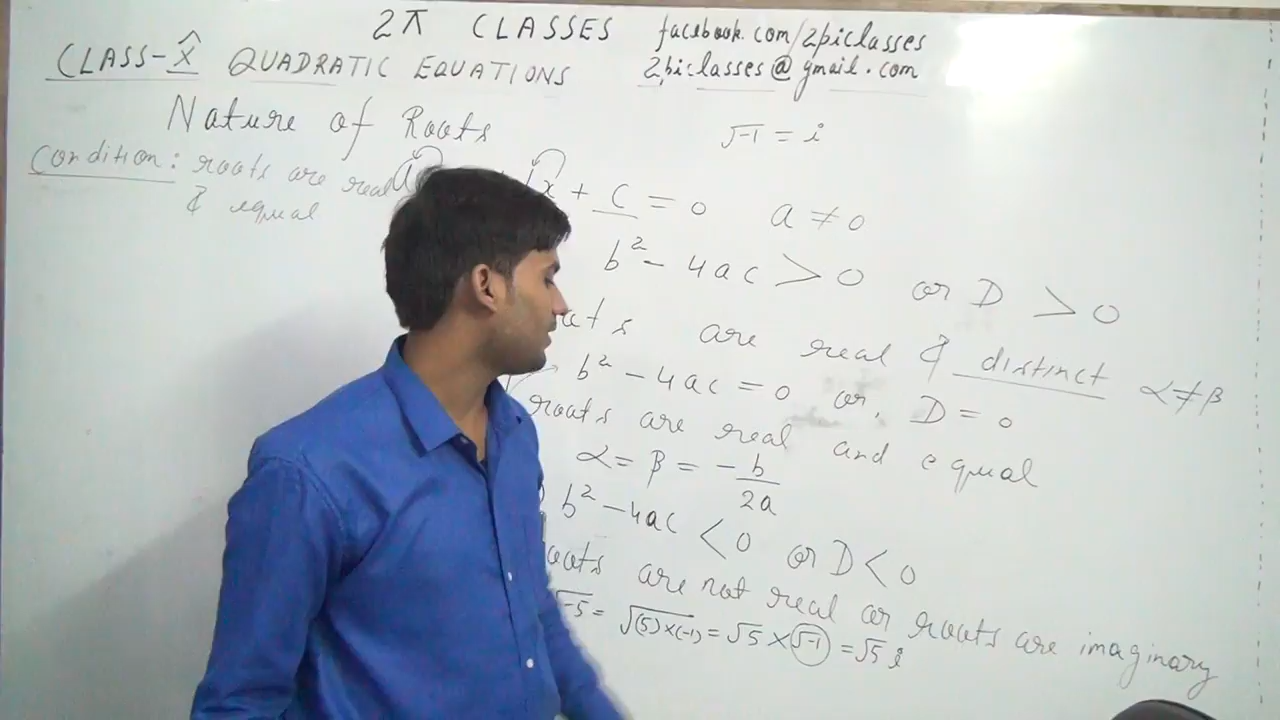 2π CLASSES
facebook.com/2piclasses
CLASS-X QUADRATIC EQUATIONS
2piclasses@gmail.com
Nature of Roots
√-1 = i
Condition: roots are real
& equal
a x + c = 0 a ≠ 0
b² - 4ac > 0 or D > 0
are real & distinct α ≠ β
b² - 4ac = 0 or, D = 0
roots are real and equal
α = β = -b/2a
b² - 4ac < 0 or D < 0
are not real or roots are imaginary
√-5 = √(5)×(-1) = √5 × √-1 = √5 i